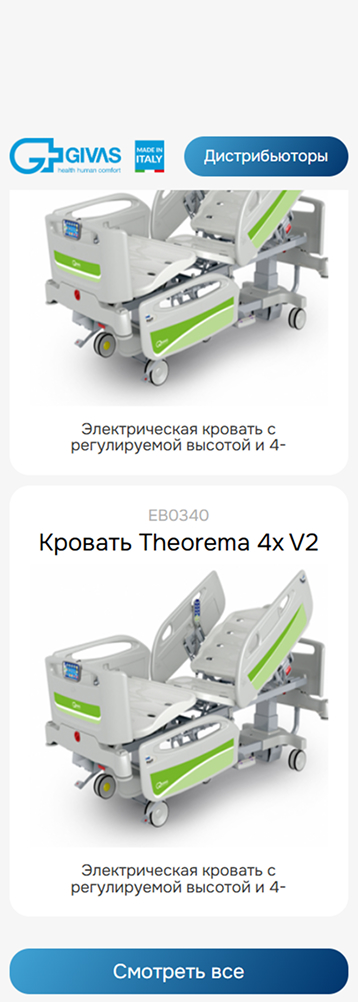 GIVAS
health human comfort
MADE IN
ITALY
Дистрибьюторы
Электрическая кровать с
регулируемой высотой и 4-
EB0340
Кровать Theorema 4x V2
Электрическая кровать с
регулируемой высотой и 4-
Смотреть все